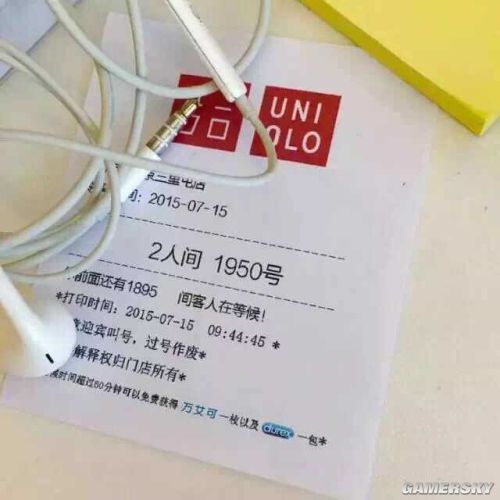 UNI
QLO
三里屯店
间: 2015-07-15
2人间 1950号
前面还有1895 间客人在等候!
*打印时间: 2015-07-15 09:44:45 *
迎宾叫号, 过号作废*
解释权归门店所有*
时间超过60分钟可以免费获得 万艾可 一枚以及 durex 一包*
GAMERSKY